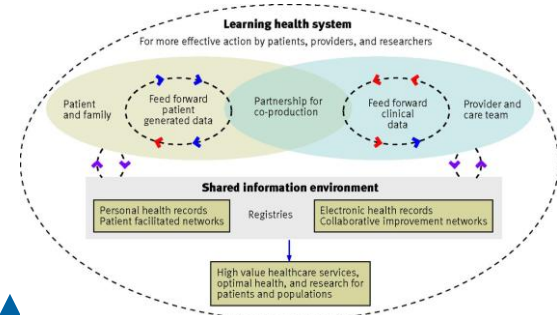 Learning health system
For more effective action by patients, providers, and researchers
Patient
and family
Feed forward
patient
generated data
Partnership for
co-production
Feed forward
clinical
data
Provider and
care team
Shared information environment
Personal health records
Patient facilitated networks
Registries
Electronic health records
Collaborative improvement networks
High value healthcare services,
optimal health, and research for
patients and populations